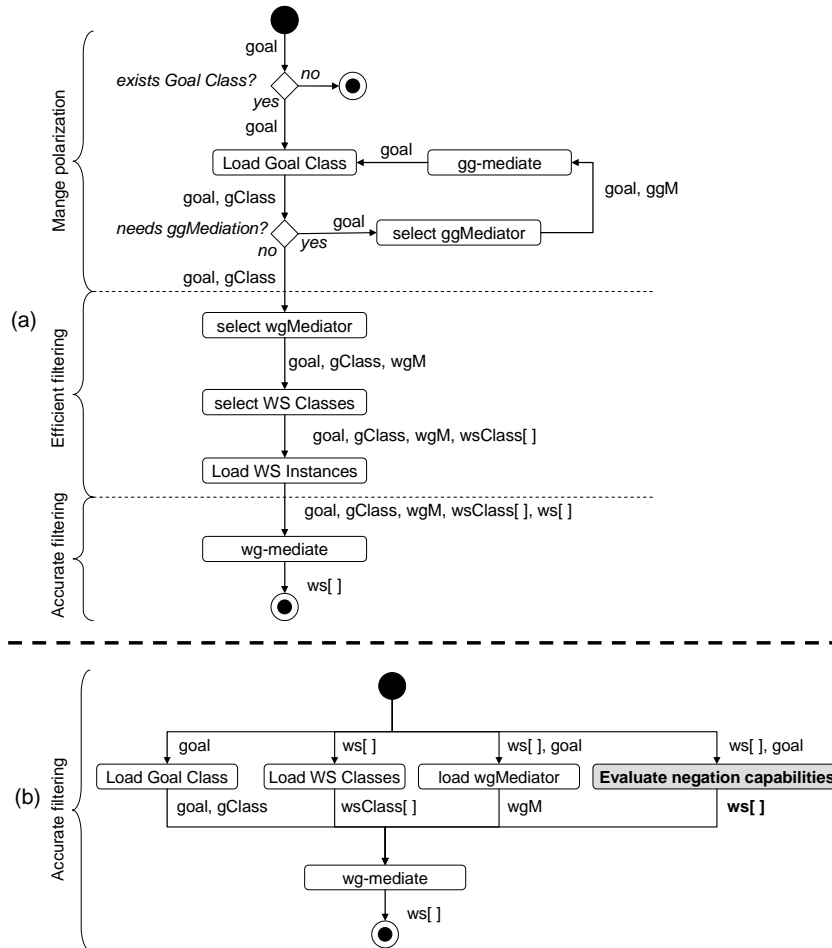 goal
exists Goal Class?
no
yes
goal
Load Goal Class
goal
gg-mediate
goal, gClass
goal, ggM
needs ggMediation?
goal
yes
no
select ggMediator
goal, gClass
Mange polarization
(a)
select wgMediator
goal, gClass, wgM
select WS Classes
goal, gClass, wgM, wsClass[ ]
Load WS Instances
Efficient filtering
goal, gClass, wgM, wsClass[ ], ws[ ]
wg-mediate
ws[ ]
Accurate filtering
(b)
Accurate filtering
goal
ws[ ]
ws[ ], goal
ws[ ], goal
Load Goal Class
Load WS Classes
load wgMediator
Evaluate negation capabilities
goal, gClass
wsClass[ ]
wgM
ws[ ]
wg-mediate
ws[ ]